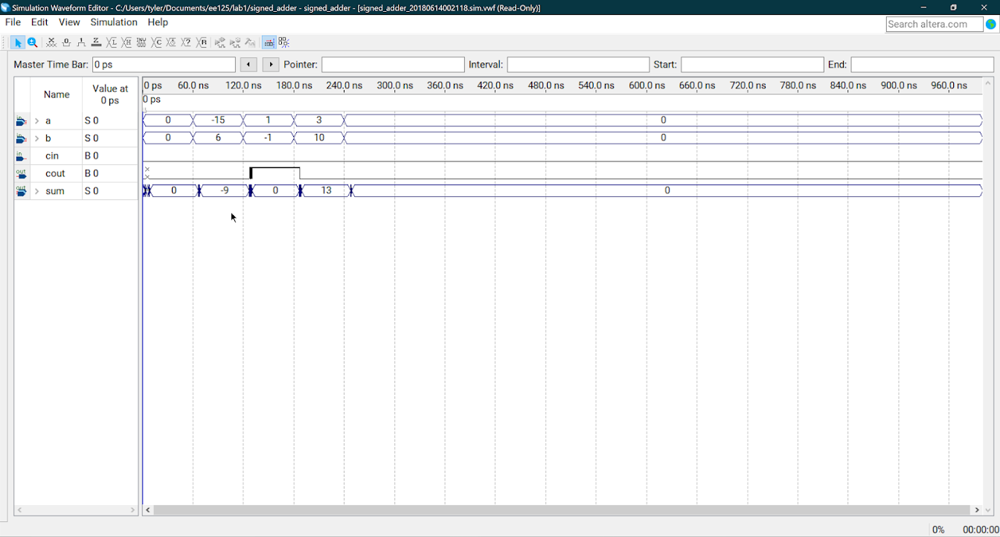 Simulation Waveform Editor - C:/Users/tyler/Documents/ee125/lab1/signed_adder - signed_adder - [signed_adder_20180614002118.sim.vwf (Read-Only)]
File Edit View Simulation Help
Search altera.com
Master Time Bar: 0 ps Pointer: Interval: Start: End:
Name Value at 0 ps
0 ps 60.0 ns 120.0 ns 180.0 ns 240.0 ns 300.0 ns 360.0 ns 420.0 ns 480.0 ns 540.0 ns 600.0 ns 660.0 ns 720.0 ns 780.0 ns 840.0 ns 900.0 ns 960.0 ns
0 ps
a S 0 0 -15 1 3 0
b S 0 0 6 -1 10 0
cin B 0
cout B 0
sum S 0 0 -9 0 13 0
0% 00:00:00